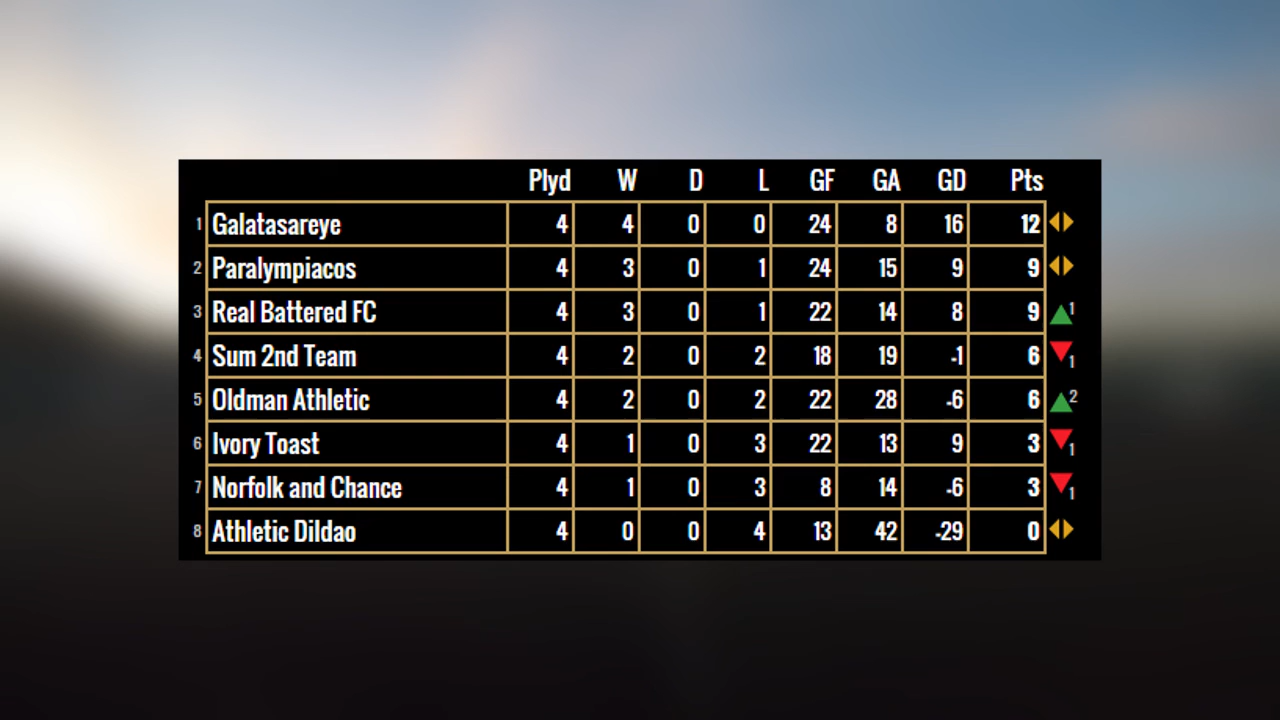 Plyd W D L GF GA GD Pts
1 Galatasareye 4 4 0 0 24 8 16 12
2 Paralympiacos 4 3 0 1 24 15 9 9
3 Real Battered FC 4 3 0 1 22 14 8 9 1
4 Sum 2nd Team 4 2 0 2 18 19 -1 6 1
5 Oldman Athletic 4 2 0 2 22 28 -6 6 2
6 Ivory Toast 4 1 0 3 22 13 9 3 1
7 Norfolk and Chance 4 1 0 3 8 14 -6 3 1
8 Athletic Dildao 4 0 0 4 13 42 -29 0